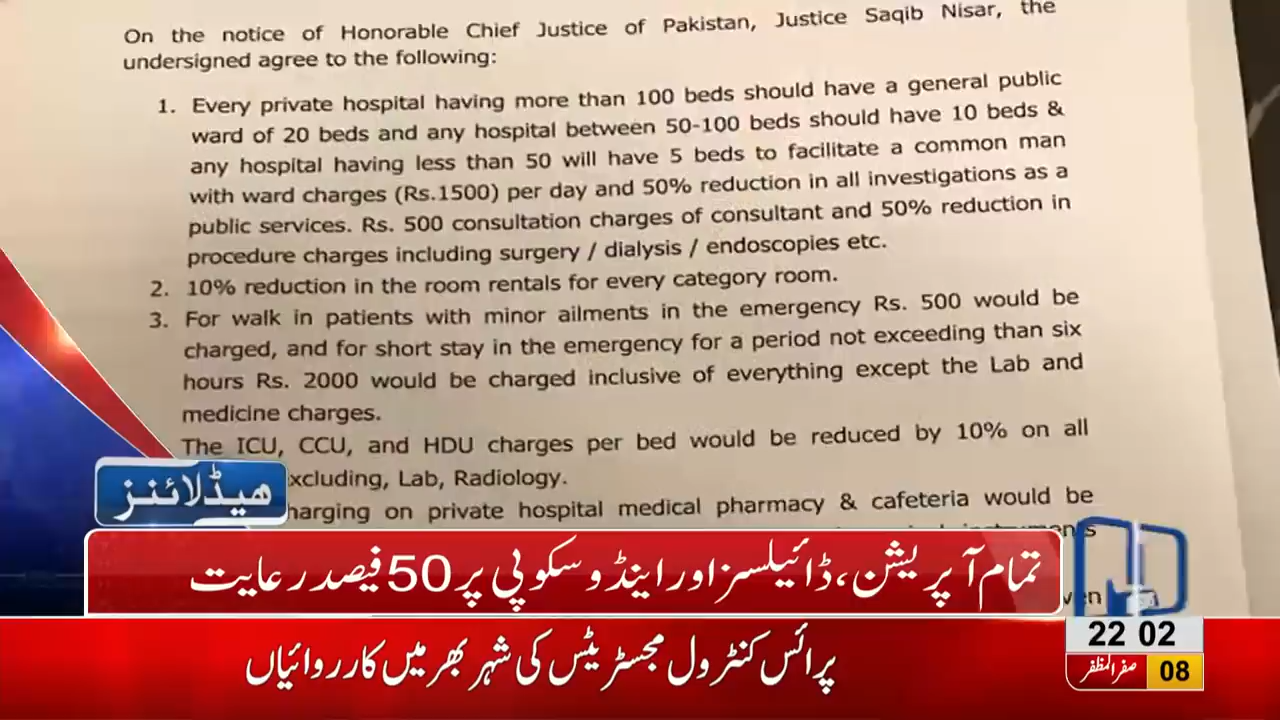 On the notice of Honorable Chief Justice of Pakistan, Justice Saqib Nisar, the
undersigned agree to the following:
1. Every private hospital having more than 100 beds should have a general public
ward of 20 beds and any hospital between 50-100 beds should have 10 beds &
any hospital having less than 50 will have 5 beds to facilitate a common man
with ward charges (Rs.1500) per day and 50% reduction in all investigations as a
public services. Rs. 500 consultation charges of consultant and 50% reduction in
procedure charges including surgery / dialysis / endoscopies etc.
2. 10% reduction in the room rentals for every category room.
3. For walk in patients with minor ailments in the emergency Rs. 500 would be
charged, and for short stay in the emergency for a period not exceeding than six
hours Rs. 2000 would be charged inclusive of everything except the Lab and
medicine charges.
The ICU, CCU, and HDU charges per bed would be reduced by 10% on all
xcluding, Lab, Radiology.
harging on private hospital medical pharmacy & cafeteria would be
ہیڈلائنز
تمام آپریشن، ڈائیلسز اور اینڈوسکوپی پر 50 فیصد رعایت
پرائس کنٹرول مجسٹریٹس کی شہر بھر میں کارروائیاں
22 02
صفر المظفر 08